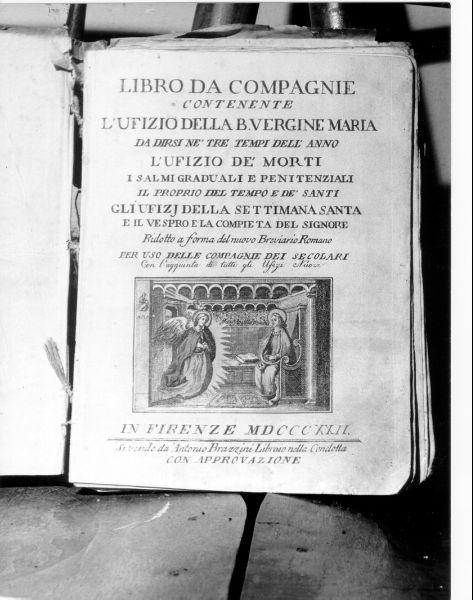 LIBRO DA COMPAGNIE
CONTENENTE
L'UFIZIO DELLA B.VERGINE MARIA
DA DIRSI NE' TRE TEMPI DELL' ANNO
L'UFIZIO DE' MORTI
I SALMI GRADUALI E PENITENZIALI
IL PROPRIO DEL TEMPO E DE' SANTI
GLI UFIZJ DELLA SETTIMANA SANTA
E IL VESPRO E LA COMPIETA DEL SIGNORE
Ridotto a forma del nuovo Breviario Romano
PER USO DELLE COMPAGNIE DEI SECOLARI
Con l'aggiunta di tutti gli Ufizi Nuovi
IN FIRENZE MDCCCXXII.
Si vende da Antonio Brazzini Libraio nella Condotta
CON APPROVAZIONE